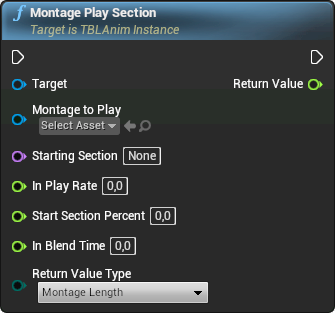 f Montage Play Section
Target is TBLAnim Instance
Target
Return Value
Montage to Play
Select Asset
Starting Section None
In Play Rate 0,0
Start Section Percent 0,0
In Blend Time 0,0
Return Value Type
Montage Length